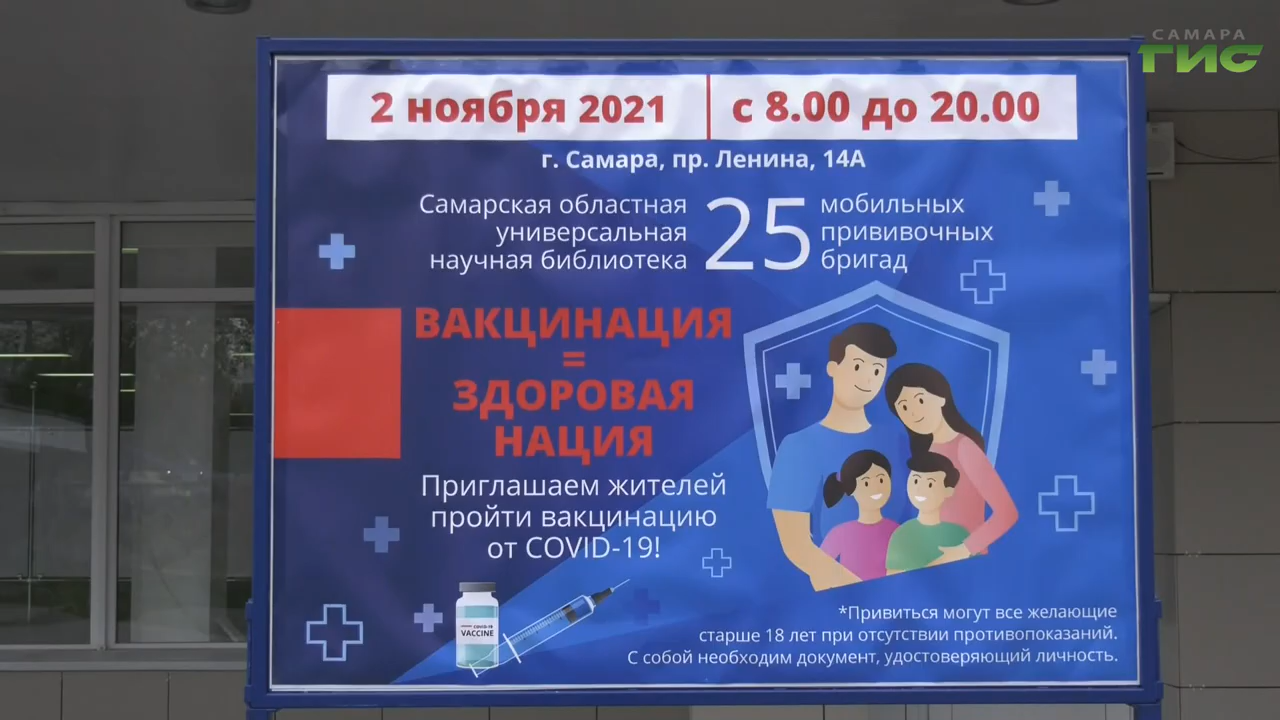 САМАРА
ГИС
2 ноября 2021 с 8.00 до 20.00
г. Самара, пр. Ленина, 14А
Самарская областная
универсальная
научная библиотека
25
мобильных
прививочных
бригад
ВАКЦИНАЦИЯ
=
ЗДОРОВАЯ
НАЦИЯ
Приглашаем жителей
пройти вакцинацию
от COVID-19!
covid-19
VACCINE
*Привиться могут все желающие
старше 18 лет при отсутствии противопоказаний.
С собой необходим документ, удостоверяющий личность.